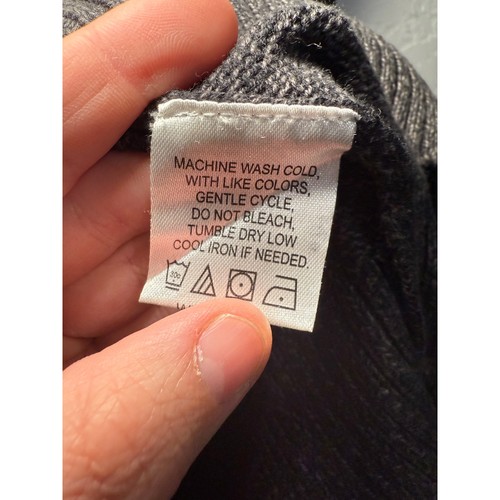 MACHINE WASH COLD,
WITH LIKE COLORS,
GENTLE CYCLE,
DO NOT BLEACH,
TUMBLE DRY LOW
COOL IRON IF NEEDED.
30c